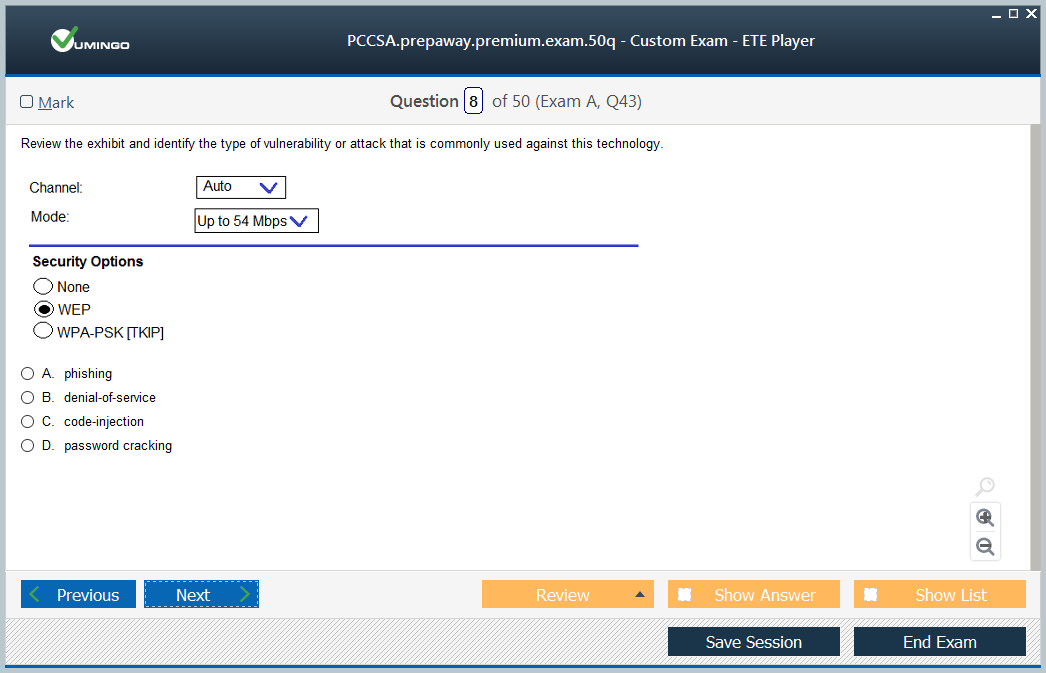 VUMINGO
PCCSA.prepaway.premium.exam.50q - Custom Exam - ETE Player
Mark
Question 8 of 50 (Exam A, Q43)
Review the exhibit and identify the type of vulnerability or attack that is commonly used against this technology.
Channel: Auto
Mode: Up to 54 Mbps
Security Options
None
WEP
WPA-PSK [TKIP]
A. phishing
B. denial-of-service
C. code-injection
D. password cracking
Previous Next Review Show Answer Show List
Save Session End Exam